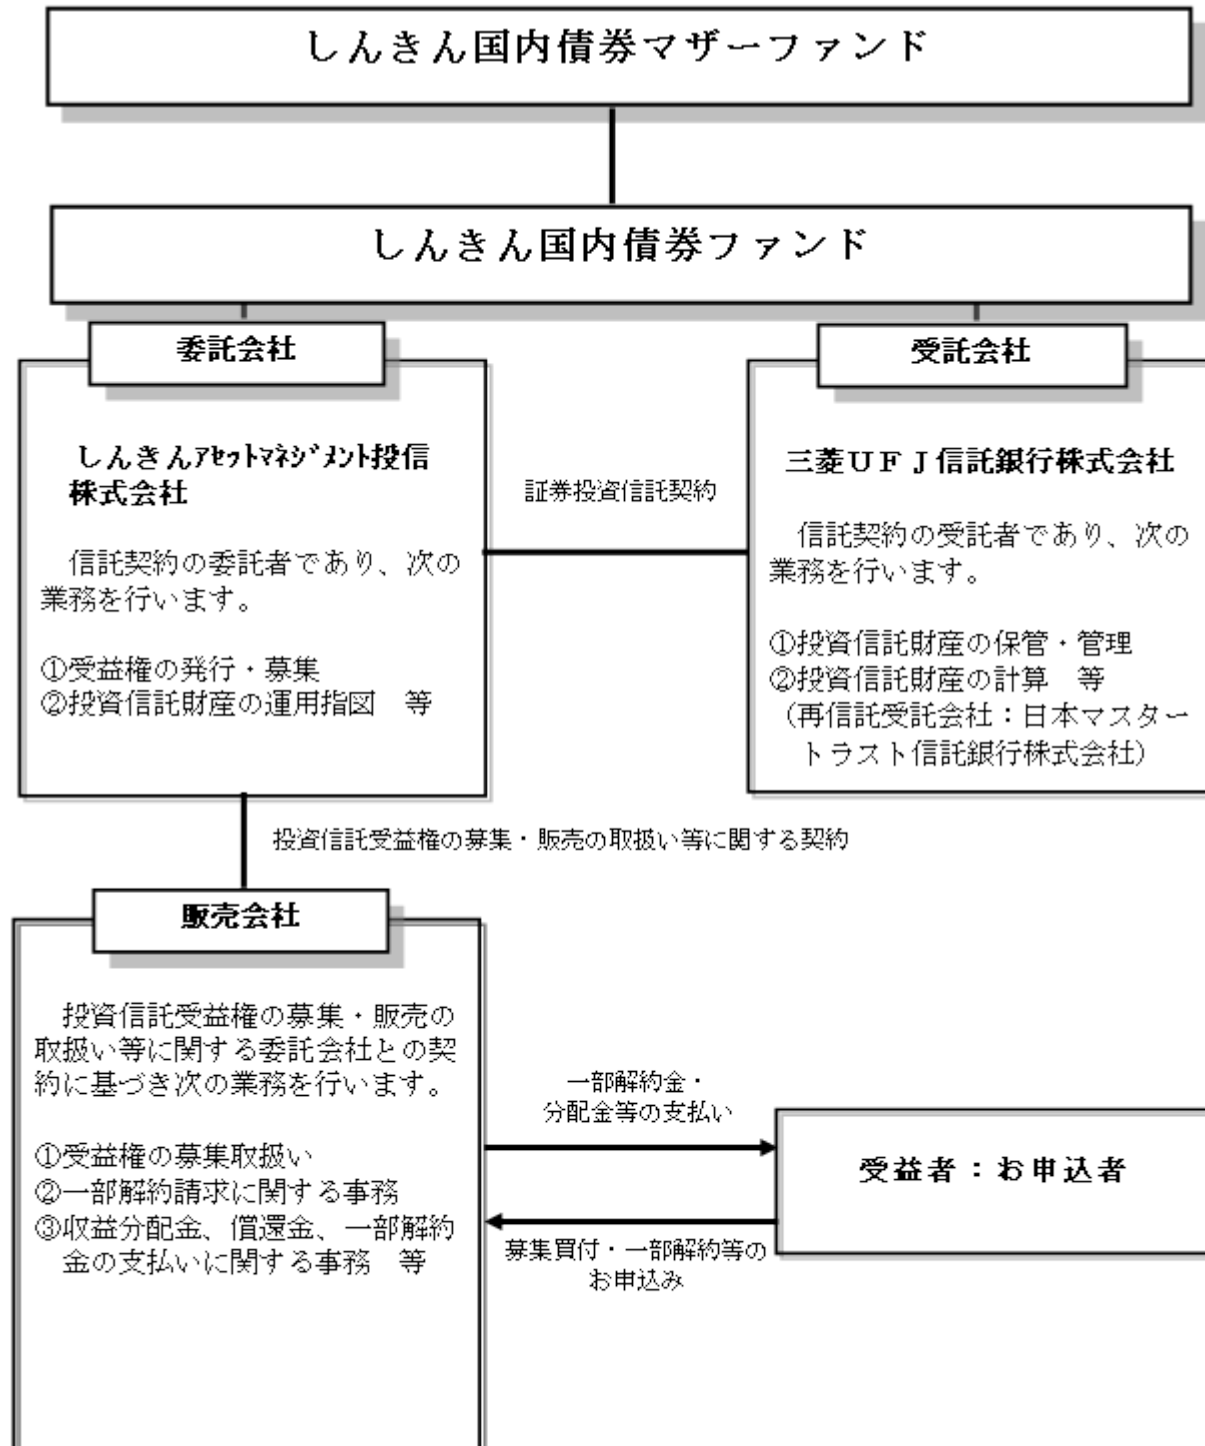 しんきん国内債券マザーファンド
しんきん国内債券ファンド
委託会社
しんきんｱｾｯﾄﾏﾈｼﾞﾒﾝﾄ投信
株式会社
信託契約の委託者であり、次の
業務を行います。
①受益権の発行・募集
②投資信託財産の運用指図　等
証券投資信託契約
受託会社
三菱ＵＦＪ信託銀行株式会社
信託契約の受託者であり、次の
業務を行います。
①投資信託財産の保管・管理
②投資信託財産の計算　等
（再信託受託会社：日本マスター
トラスト信託銀行株式会社）
投資信託受益権の募集・販売の取扱い等に関する契約
販売会社
投資信託受益権の募集・販売の
取扱い等に関する委託会社との契
約に基づき次の業務を行います。
①受益権の募集取扱い
②一部解約請求に関する事務
③収益分配金、償還金、一部解約
金の支払いに関する事務　等
一部解約金・
分配金等の支払い
募集買付・一部解約等の
お申込み
受益者：お申込者